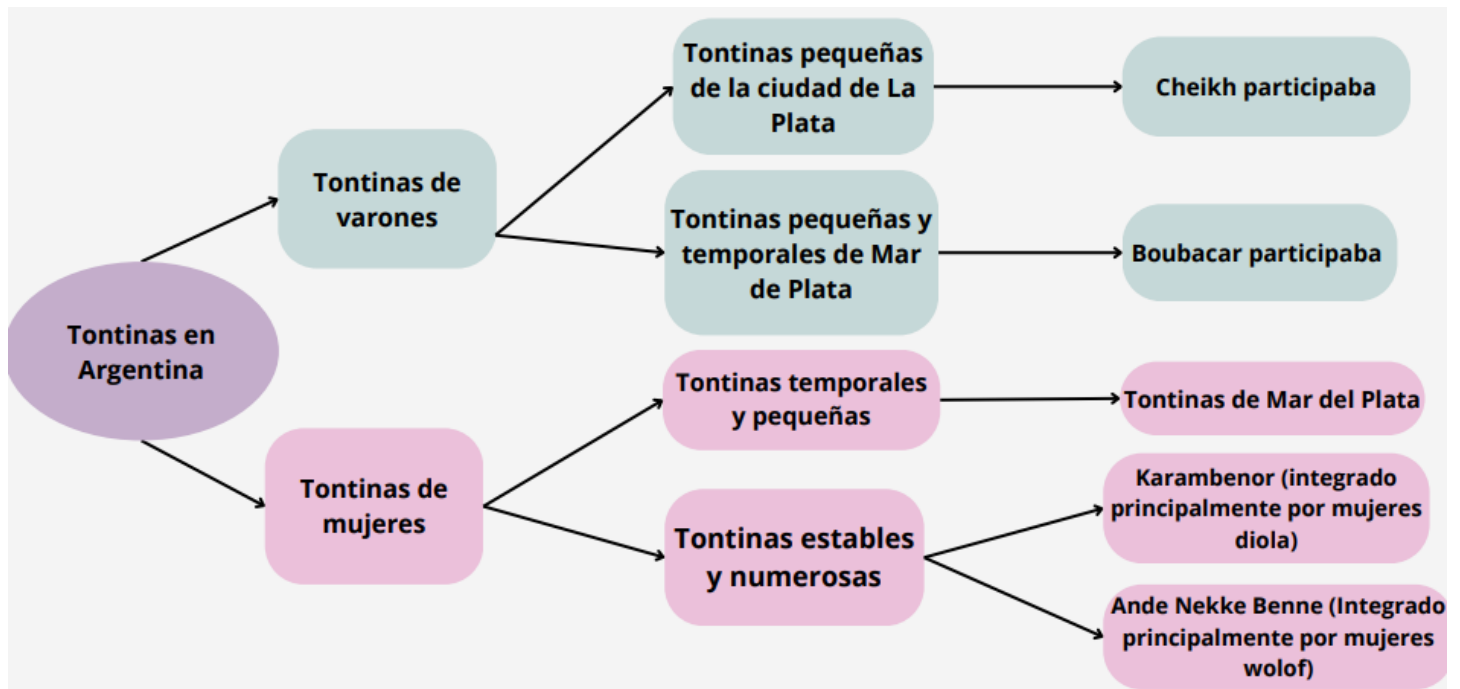 Tontinas en
Argentina
Tontinas de
varones
Tontinas pequeñas
de la ciudad de La
Plata
Cheikh participaba
Tontinas pequeñas y
temporales de Mar
de Plata
Boubacar participaba
Tontinas de
mujeres
Tontinas temporales
y pequeñas
Tontinas de Mar del Plata
Tontinas estables
y numerosas
Karambenor (integrado
principalmente por mujeres
diola)
Ande Nekke Benne (Integrado
principalmente por mujeres
wolof)